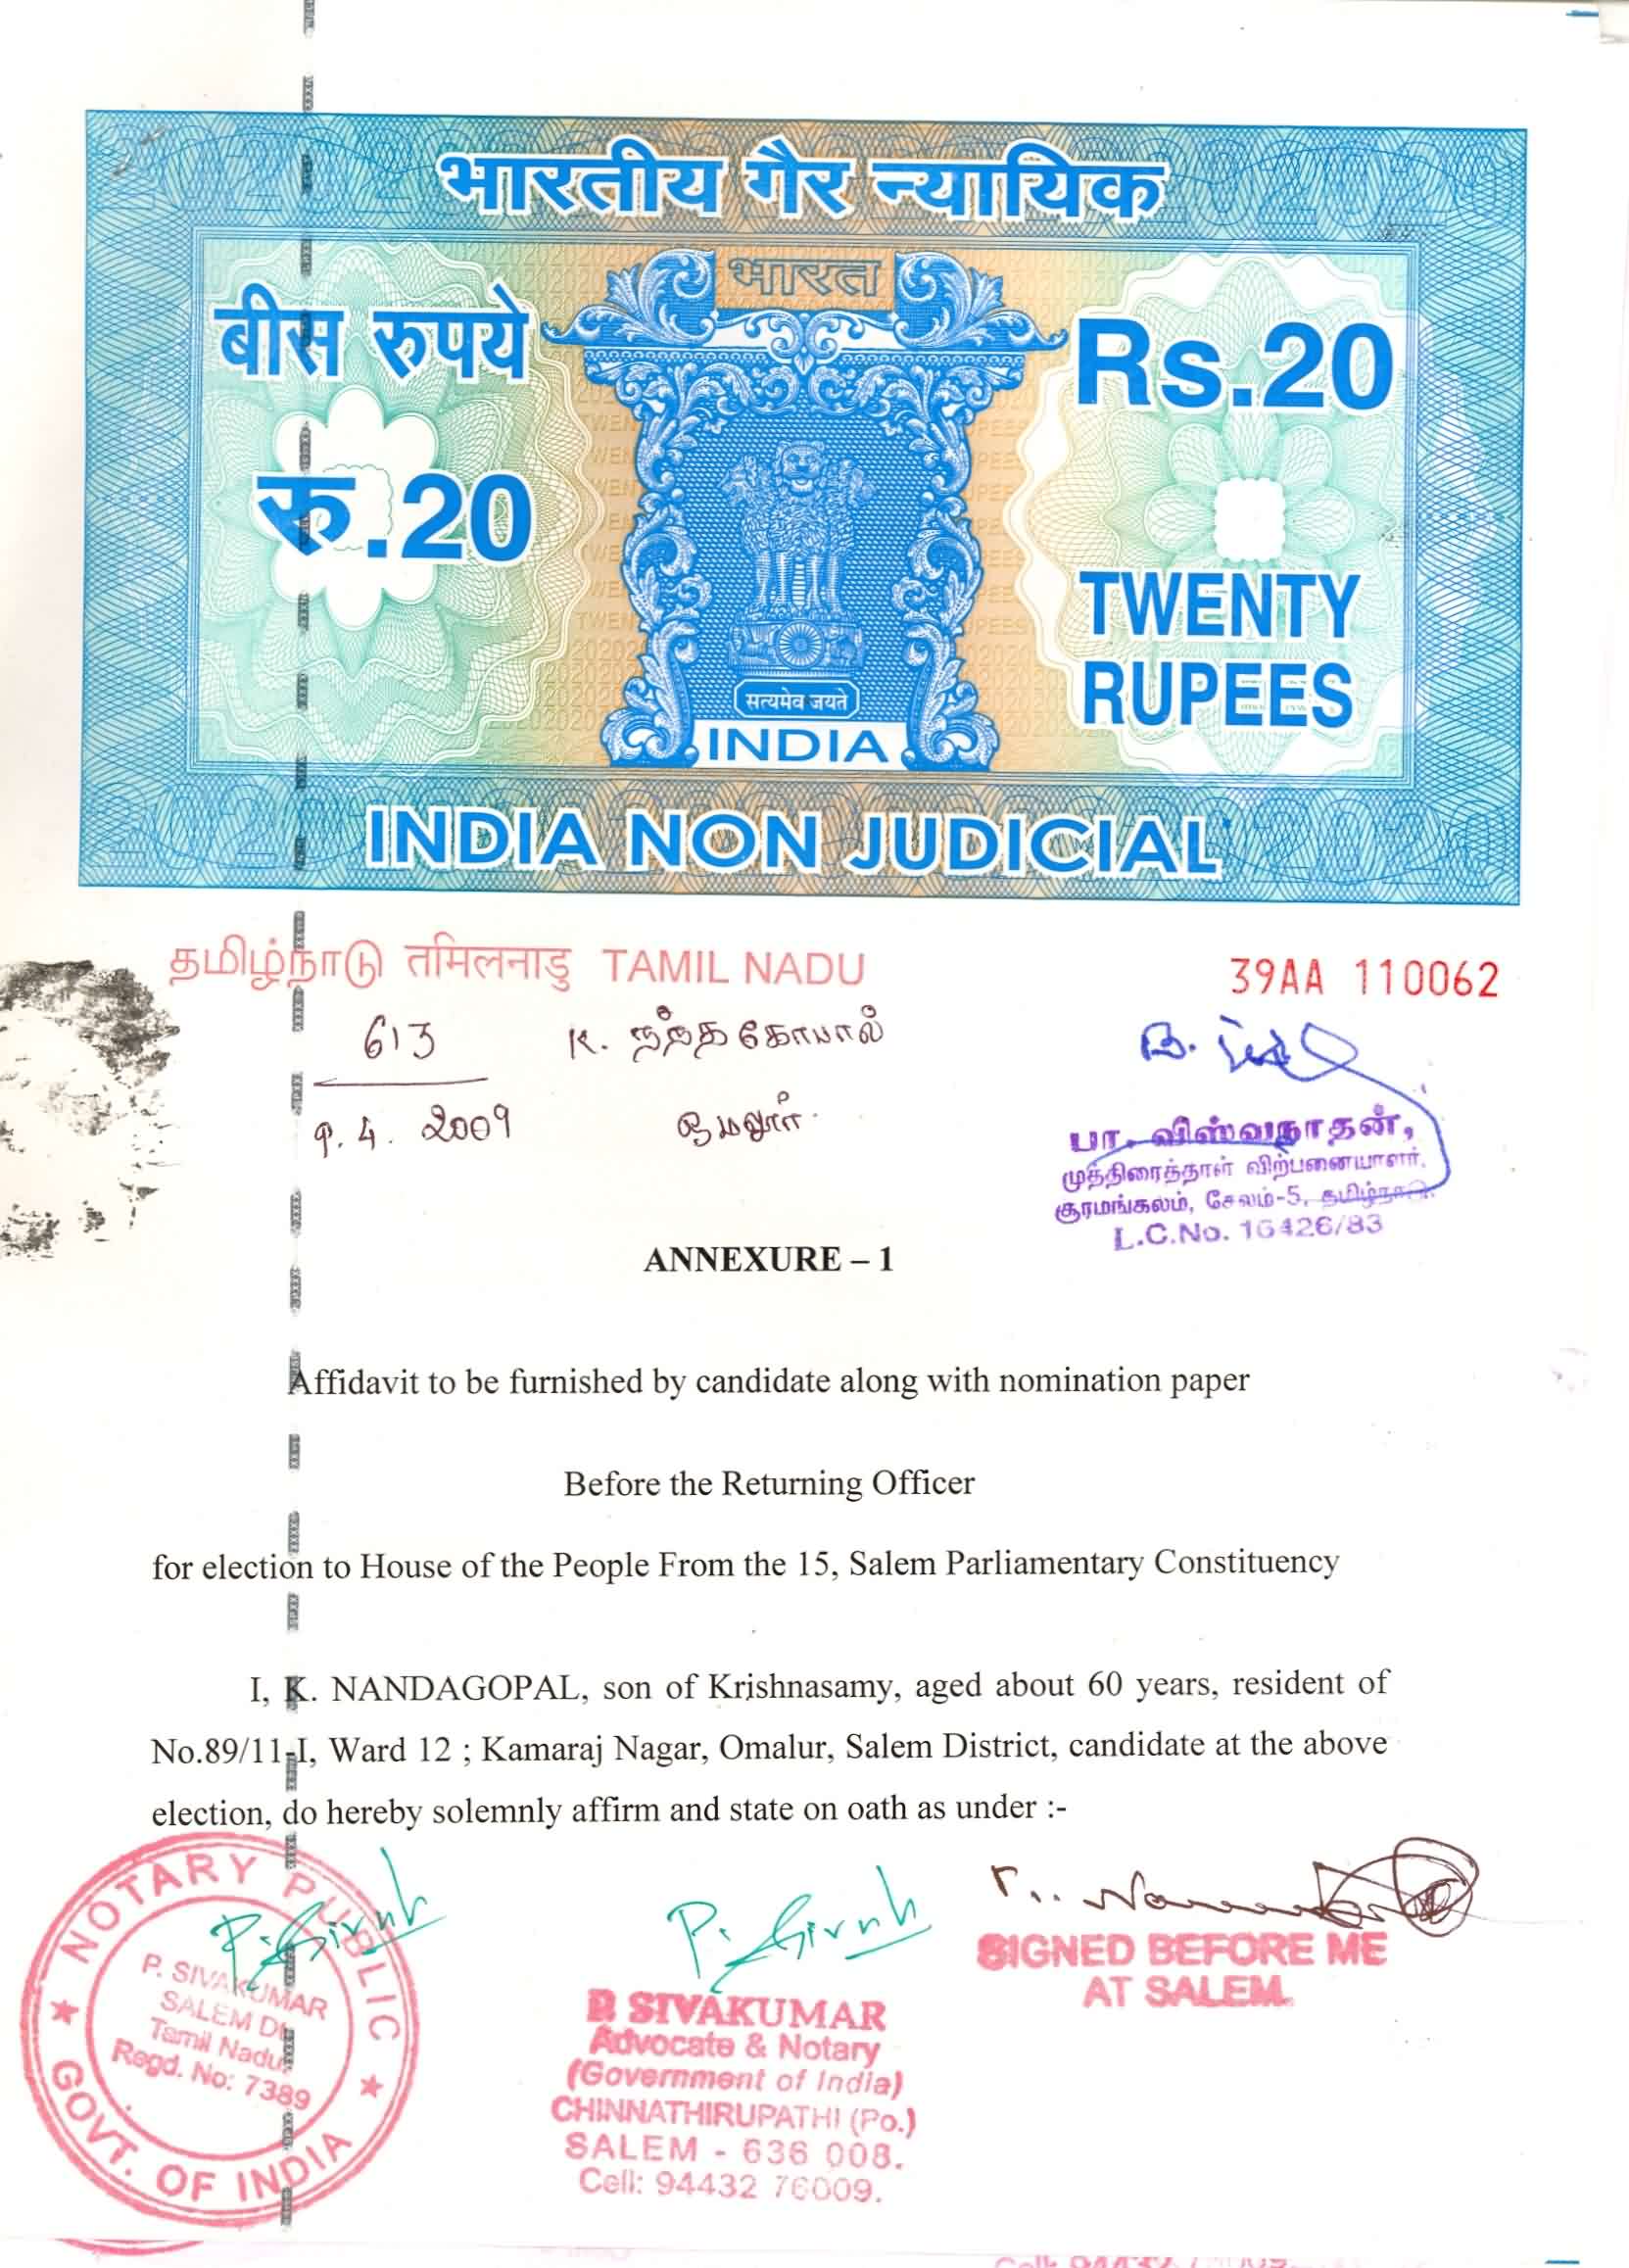 भारतीय गैर न्यायिक
भारत
बीस रुपये
Rs.20
रु.20
TWENTY
RUPEES
सत्यमेव जयते
INDIA
INDIA NON JUDICIAL
தமிழ்நாடு तमिलनाडु TAMIL NADU
39AA 110062
613 K. நந்தகோபால்
9.4.2009 ஓமலூர்
பா. விஸ்வநாதன்,
முத்திரைத்தாள் விற்பனையாளர்,
சூரமங்கலம், சேலம்-5, தமிழ்நாடு.
L.C.No. 16426/83
ANNEXURE – 1
Affidavit to be furnished by candidate along with nomination paper
Before the Returning Officer
for election to House of the People From the 15, Salem Parliamentary Constituency
I, K. NANDAGOPAL, son of Krishnasamy, aged about 60 years, resident of
No.89/11-I, Ward 12 ; Kamaraj Nagar, Omalur, Salem District, candidate at the above
election, do hereby solemnly affirm and state on oath as under :-
NOTARY PUBLIC
P. SIVAKUMAR
SALEM Dt
Tamil Nadu
Regd. No: 7389
GOVT. OF INDIA
P SIVAKUMAR
Advocate & Notary
(Government of India)
CHINNATHIRUPATHI (Po.)
SALEM - 636 008.
Cell: 94432 76009.
SIGNED BEFORE ME
AT SALEM.